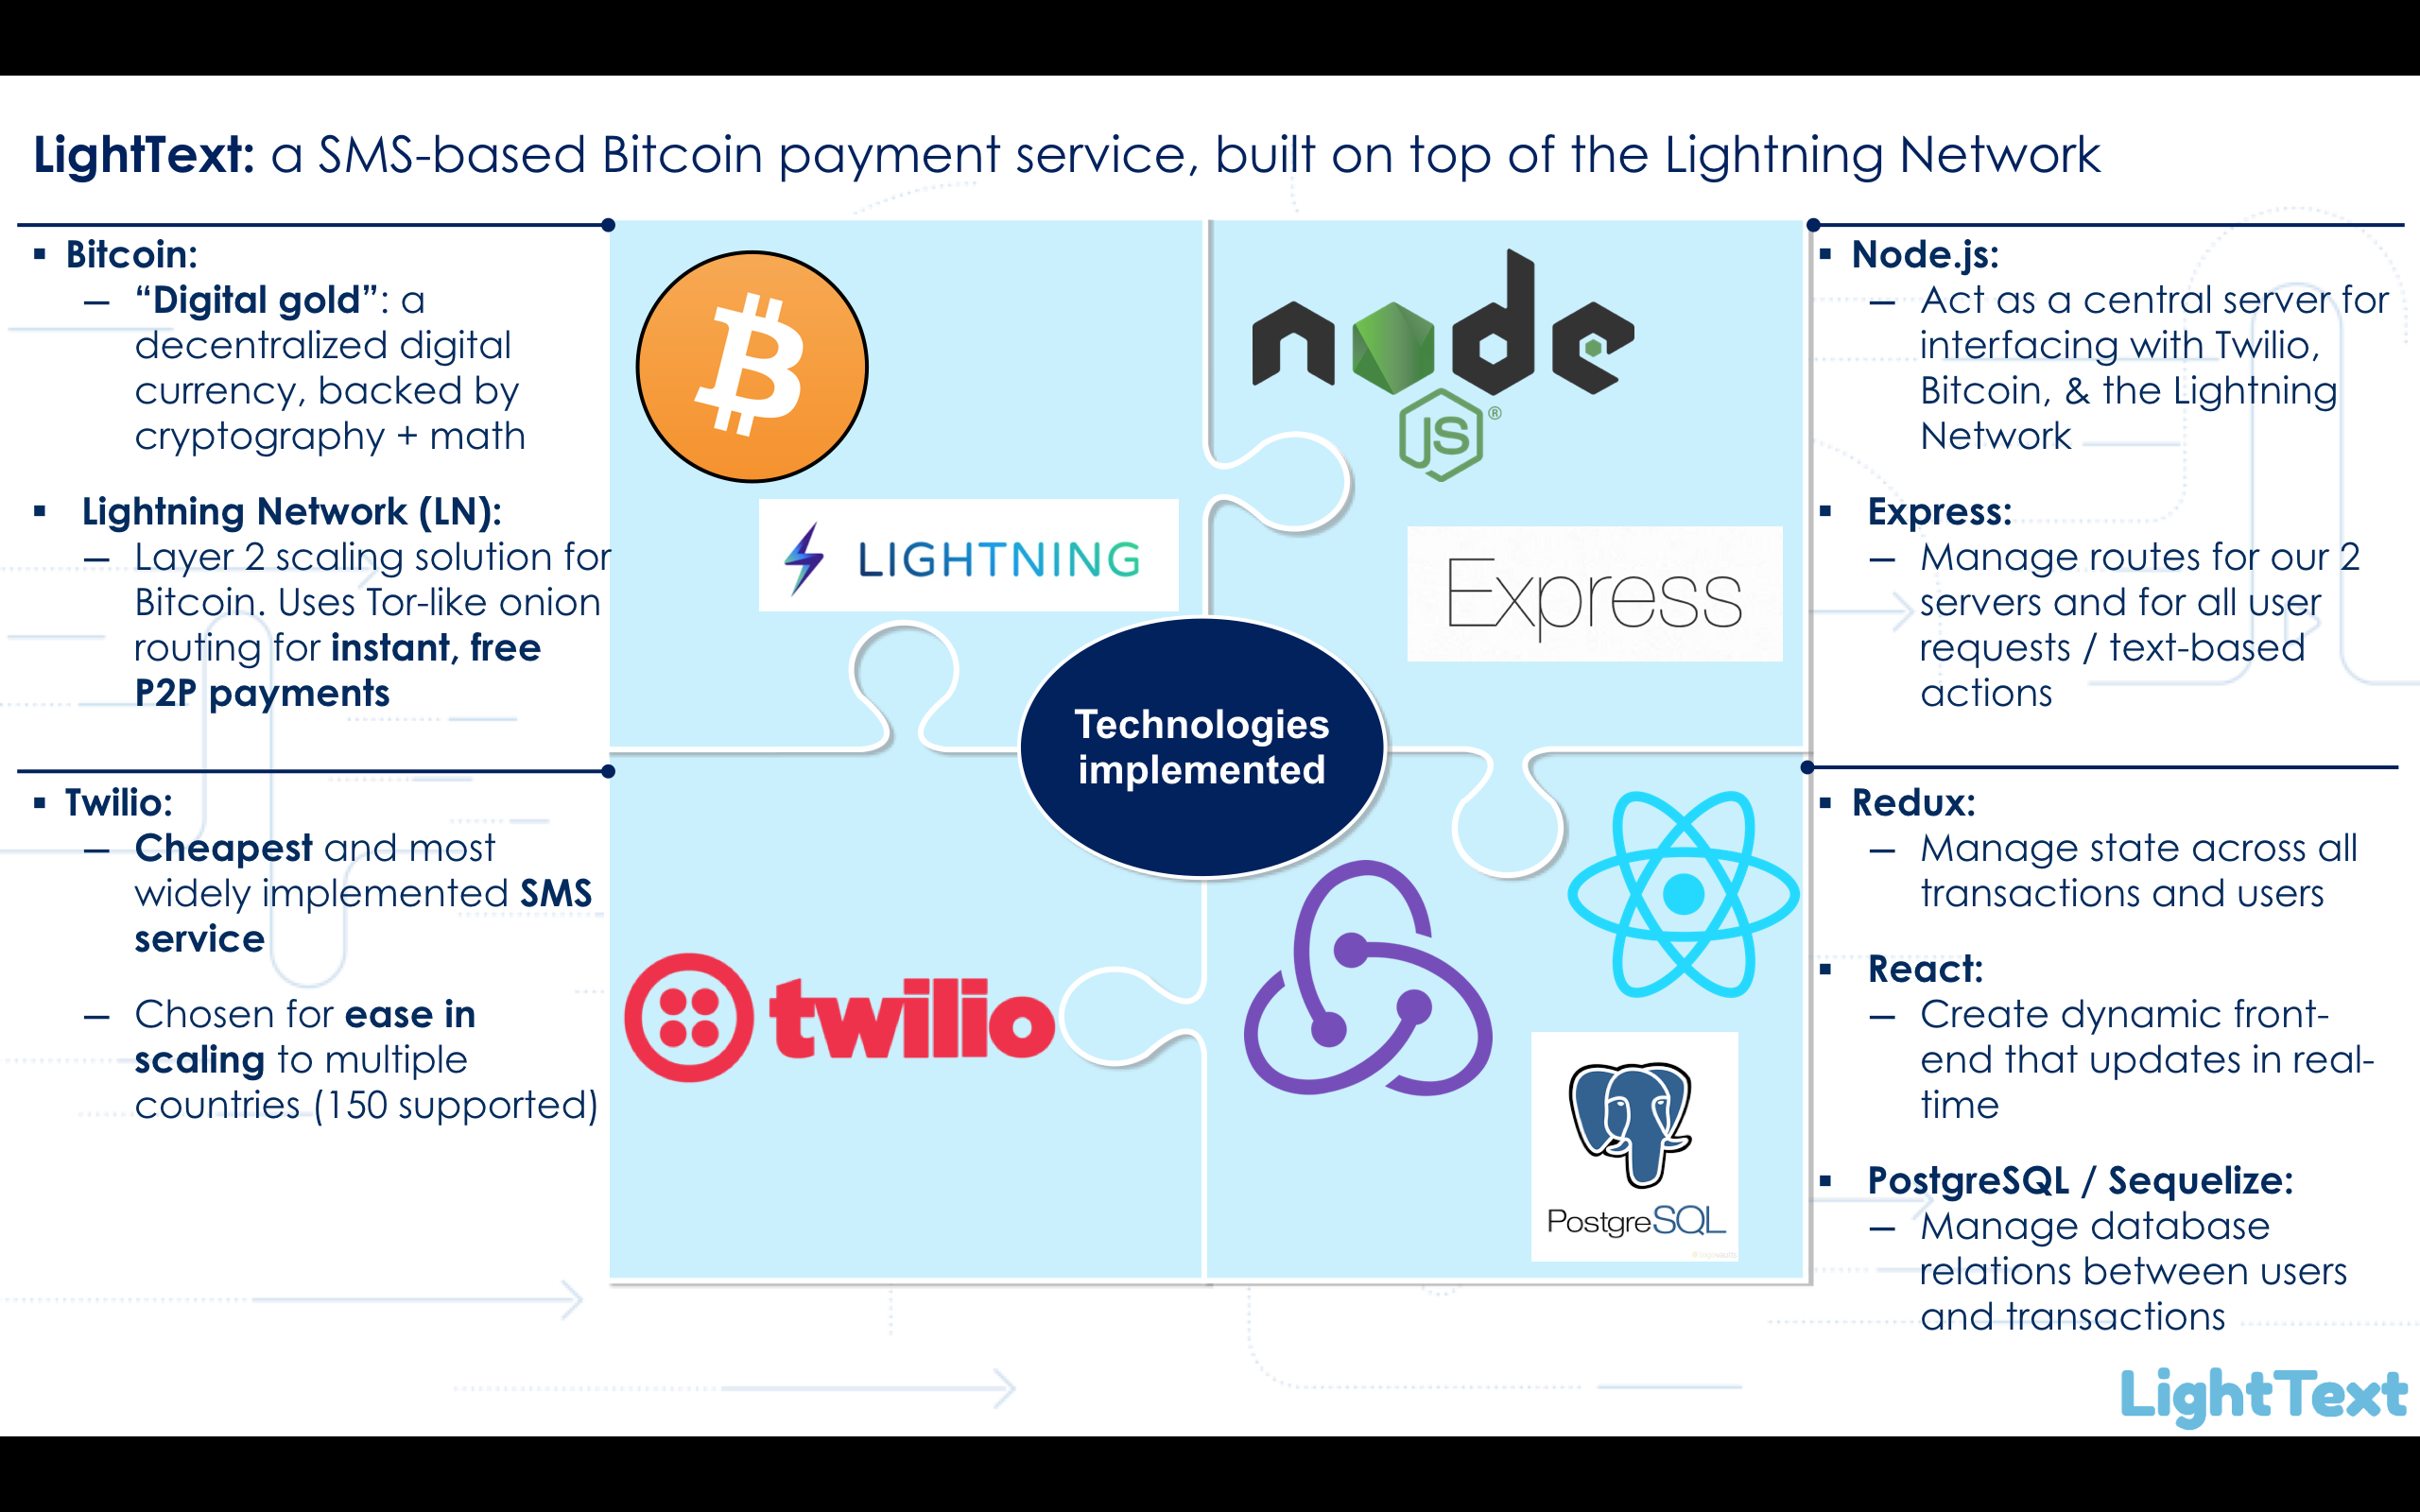 LightText: a SMS-based Bitcoin payment service, built on top of the Lightning Network
▪ Bitcoin:
– “Digital gold”: a
decentralized digital
currency, backed by
cryptography + math
▪ Lightning Network (LN):
– Layer 2 scaling solution for
Bitcoin. Uses Tor-like onion
routing for instant, free
P2P payments
▪ Twilio:
– Cheapest and most
widely implemented SMS
service
– Chosen for ease in
scaling to multiple
countries (150 supported)
LIGHTNING
node
JS®
Express
Technologies
implemented
twilio
PostgreSQL
▪ Node.js:
– Act as a central server for
interfacing with Twilio,
Bitcoin, & the Lightning
Network
▪ Express:
– Manage routes for our 2
servers and for all user
requests / text-based
actions
▪ Redux:
– Manage state across all
transactions and users
▪ React:
– Create dynamic front-
end that updates in real-
time
▪ PostgreSQL / Sequelize:
– Manage database
relations between users
and transactions
LightText